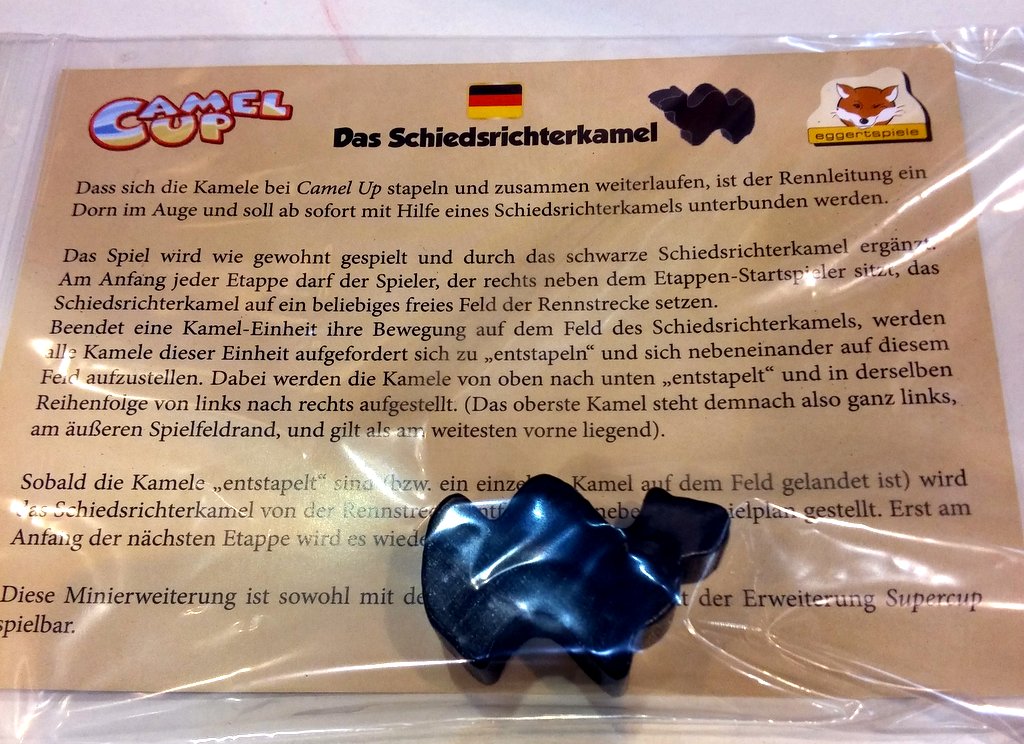 CAMEL UP
Das Schiedsrichterkamel
eggertspiele
Dass sich die Kamele bei Camel Up stapeln und zusammen weiterlaufen, ist der Rennleitung ein
Dorn im Auge und soll ab sofort mit Hilfe eines Schiedsrichterkamels unterbunden werden.
Das Spiel wird wie gewohnt gespielt und durch das schwarze Schiedsrichterkamel ergänzt.
Am Anfang jeder Etappe darf der Spieler, der rechts neben dem Etappen-Startspieler sitzt, das
Schiedsrichterkamel auf ein beliebiges freies Feld der Rennstrecke setzen.
Beendet eine Kamel-Einheit ihre Bewegung auf dem Feld des Schiedsrichterkamels, werden
alle Kamele dieser Einheit aufgefordert sich zu „entstapeln“ und sich nebeneinander auf diesem
Feld aufzustellen. Dabei werden die Kamele von oben nach unten „entstapelt“ und in derselben
Reihenfolge von links nach rechts aufgestellt. (Das oberste Kamel steht demnach also ganz links,
am äußeren Spielfeldrand, und gilt als am weitesten vorne liegend).
Sobald die Kamele „entstapelt“ sind (bzw. ein Kamel auf dem Feld gelandet ist) wird
das Schiedsrichterkamel von der gestellt. Erst am
Anfang der nächsten Etappe wird es
Diese Minierweiterung ist sowohl mit der Erweiterung Supercup
spielbar.